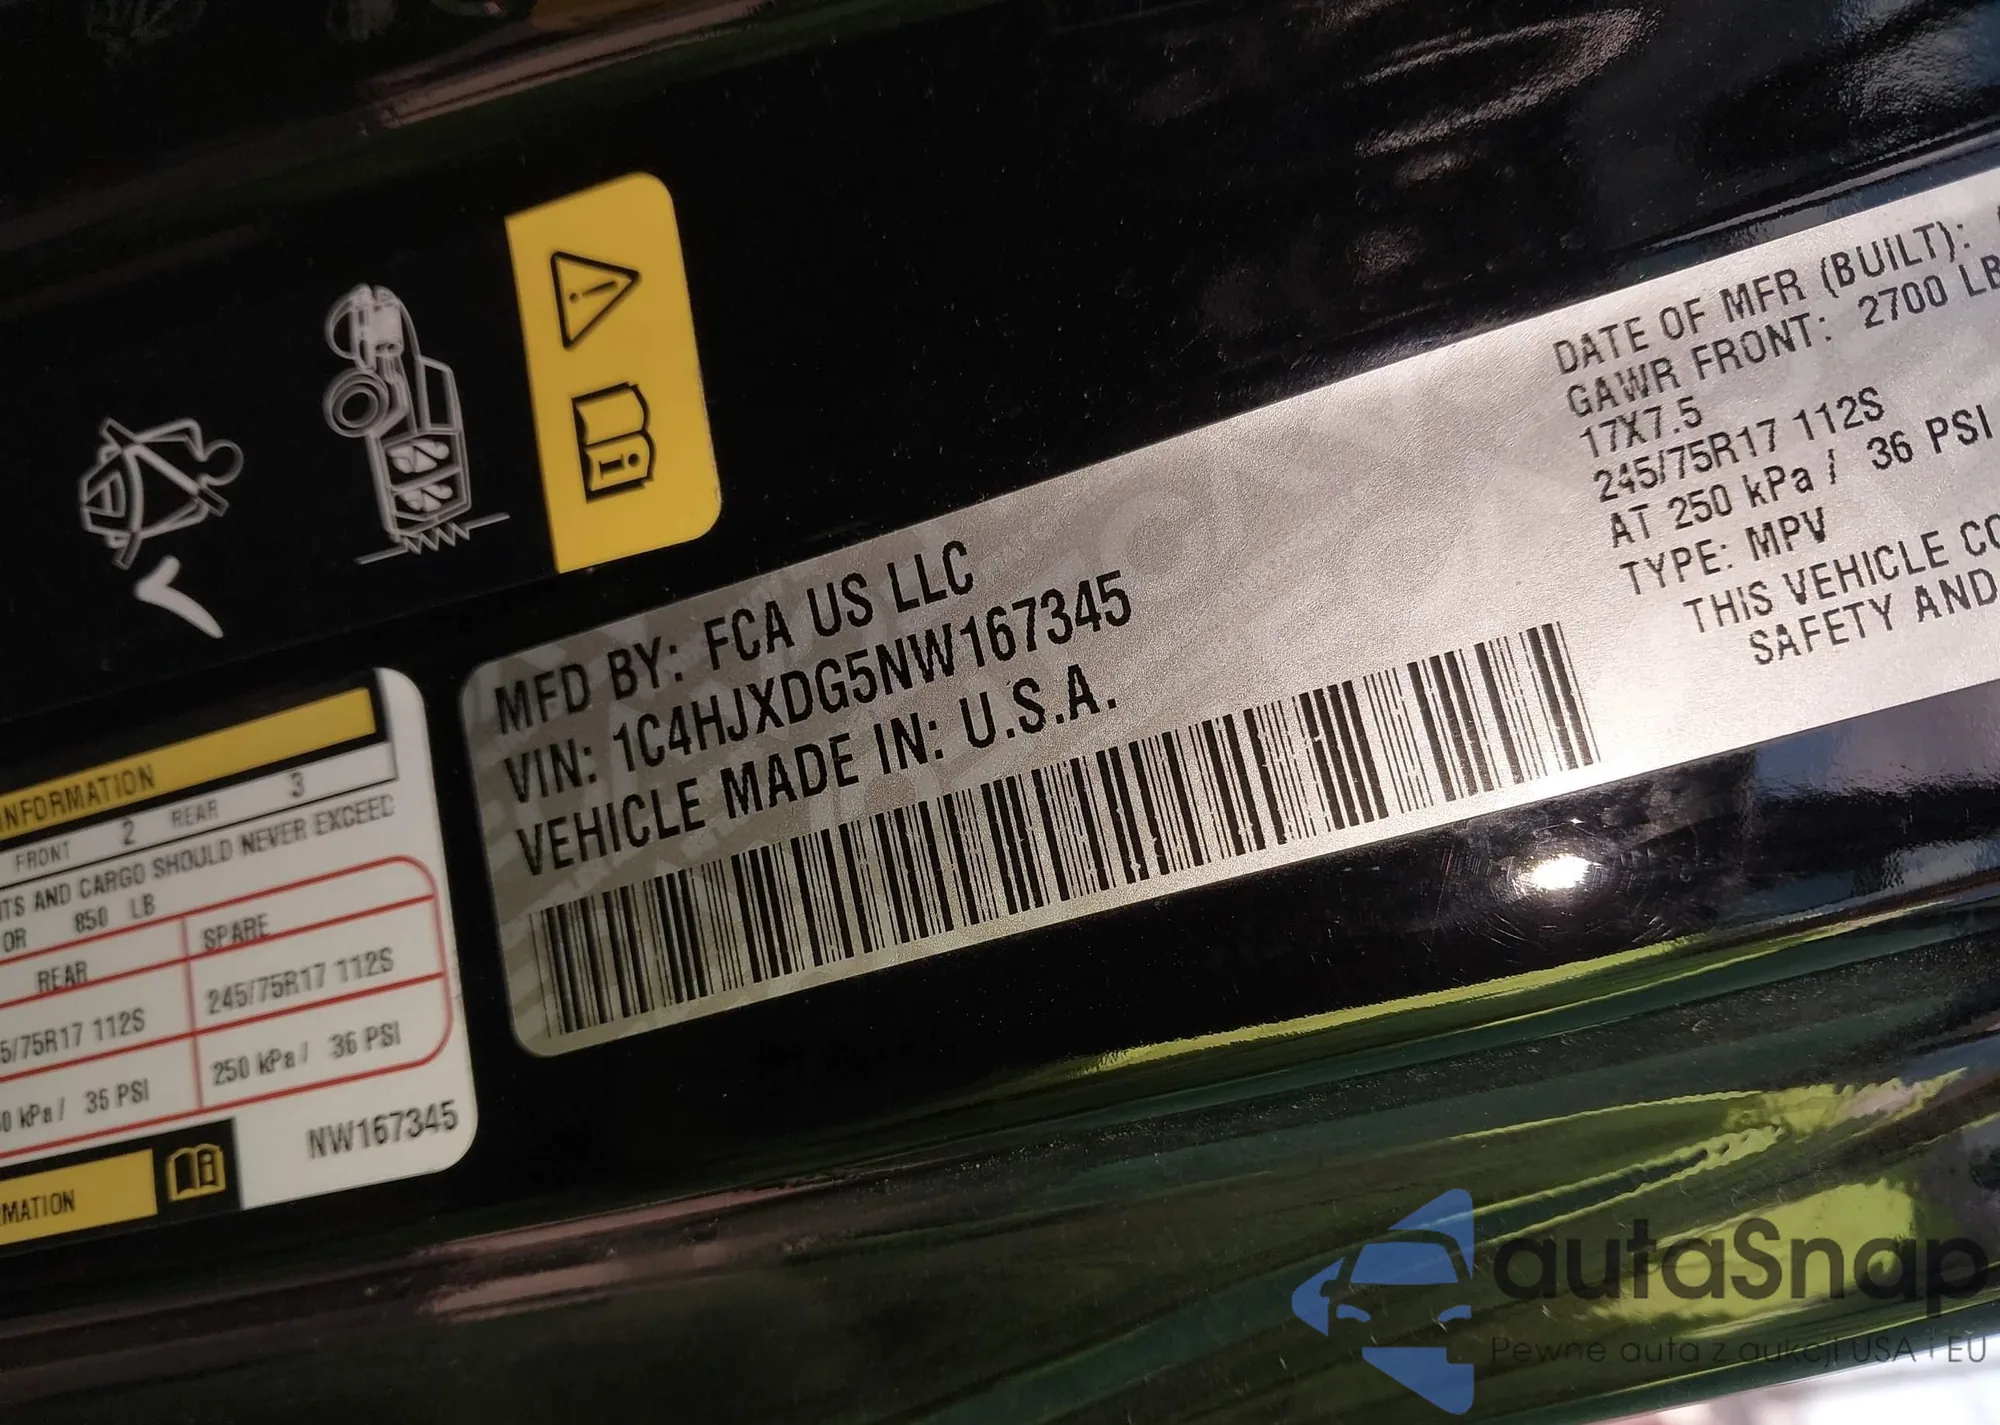 MFD BY: FCA US LLC
VIN: 1C4HJXDG5NW167345
VEHICLE MADE IN: U.S.A.
DATE OF MFR (BUILT):
GAWR FRONT: 2700 LB
17X7.5
245/75R17 112S
AT 250 kPa / 36 PSI
TYPE: MPV
THIS VEHICLE CO
SAFETY AND
INFORMATION
FRONT 2 REAR 3
TS AND CARGO SHOULD NEVER EXCEED
OR 850 LB
REAR SPARE
5/75R17 112S 245/75R17 112S
0 kPa / 35 PSI 250 kPa / 36 PSI
NW167345
MATION
autaSnap
Pewne auta z aukcji USA i EU